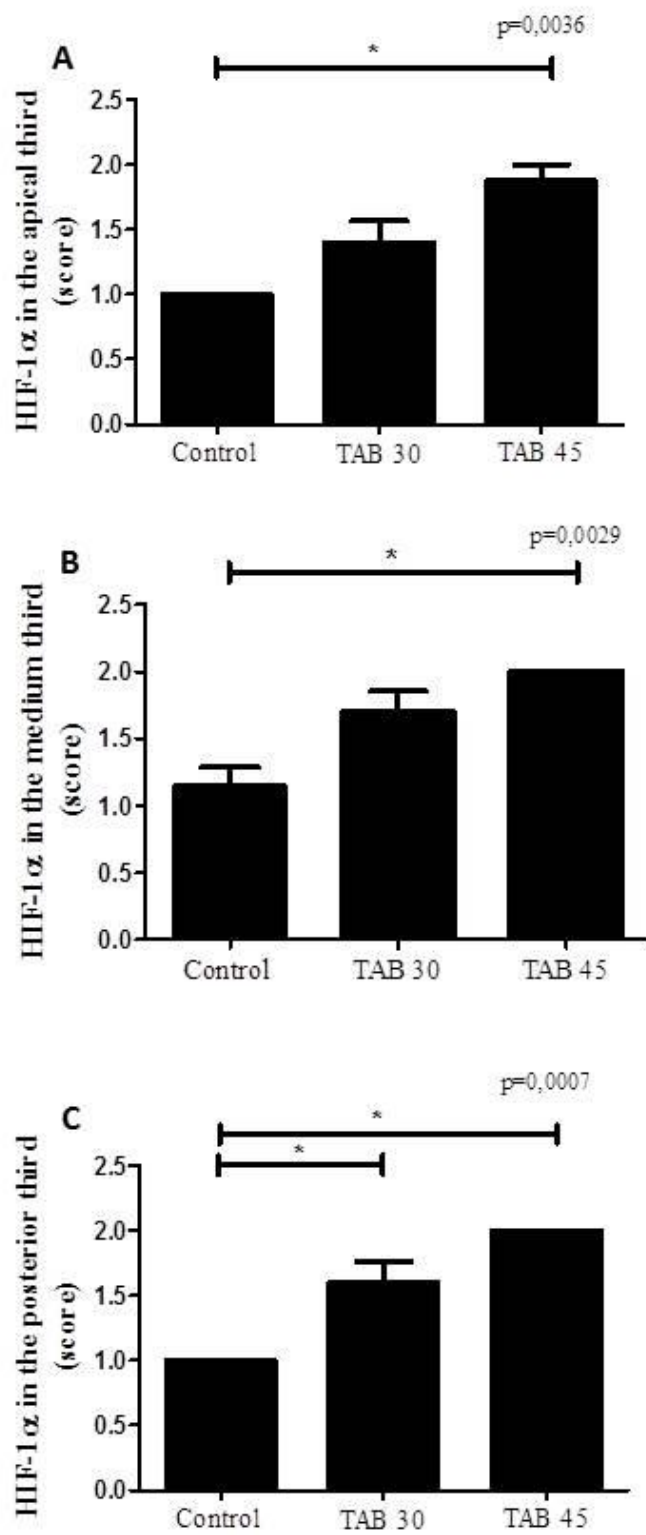 p=0,0036
A
*
HIF-1α in the apical third
(score)
2.5
2.0
1.5
1.0
0.5
0.0
Control TAB 30 TAB 45
p=0,0029
B
*
HIF-1α in the medium third
(score)
2.5
2.0
1.5
1.0
0.5
0.0
Control TAB 30 TAB 45
p=0,0007
C
*
*
HIF-1α in the posterior third
(score)
2.5
2.0
1.5
1.0
0.5
0.0
Control TAB 30 TAB 45